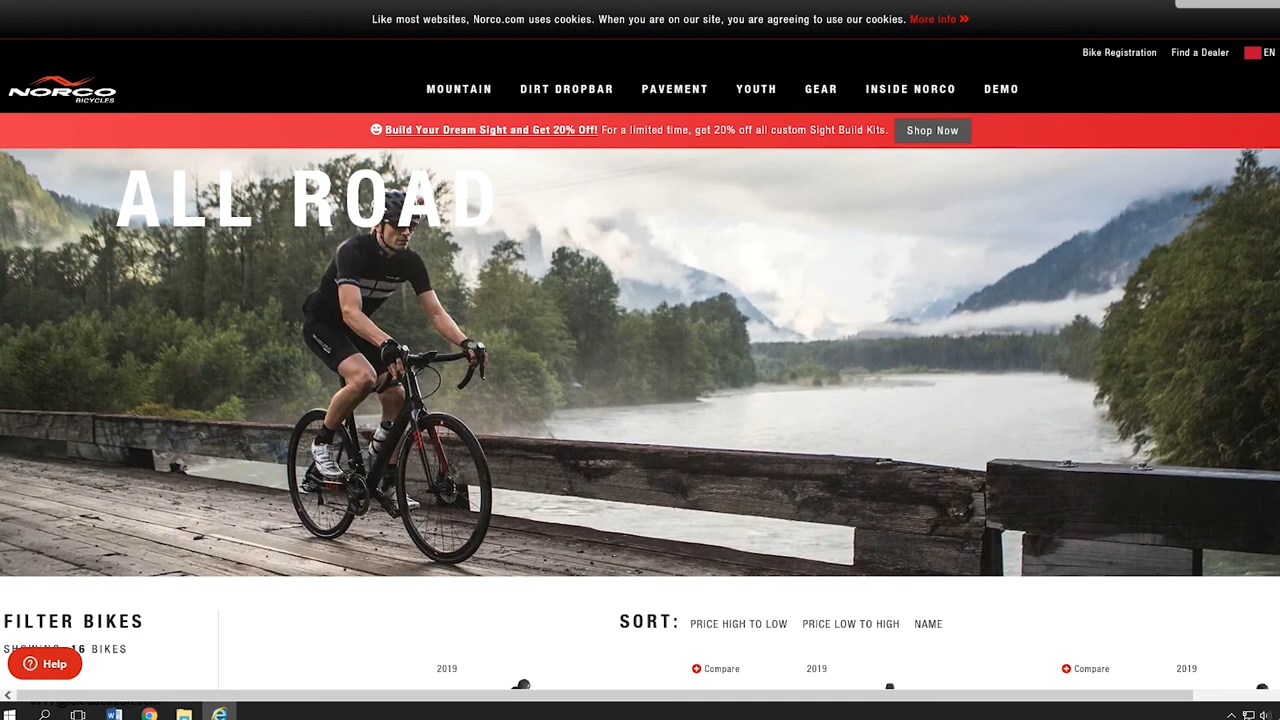 Like most websites, Norco.com uses cookies. When you are on our site, you are agreeing to use our cookies. More Info »
Bike Registration Find a Dealer EN
NORCO
BICYCLES
MOUNTAIN DIRT DROPBAR PAVEMENT YOUTH GEAR INSIDE NORCO DEMO
Build Your Dream Sight and Get 20% Off! For a limited time, get 20% off all custom Sight Build Kits. Shop Now
ALL ROAD
FILTER BIKES
SORT: PRICE HIGH TO LOW PRICE LOW TO HIGH NAME
SHOWING 16 BIKES
Help
2019 Compare 2019 Compare 2019